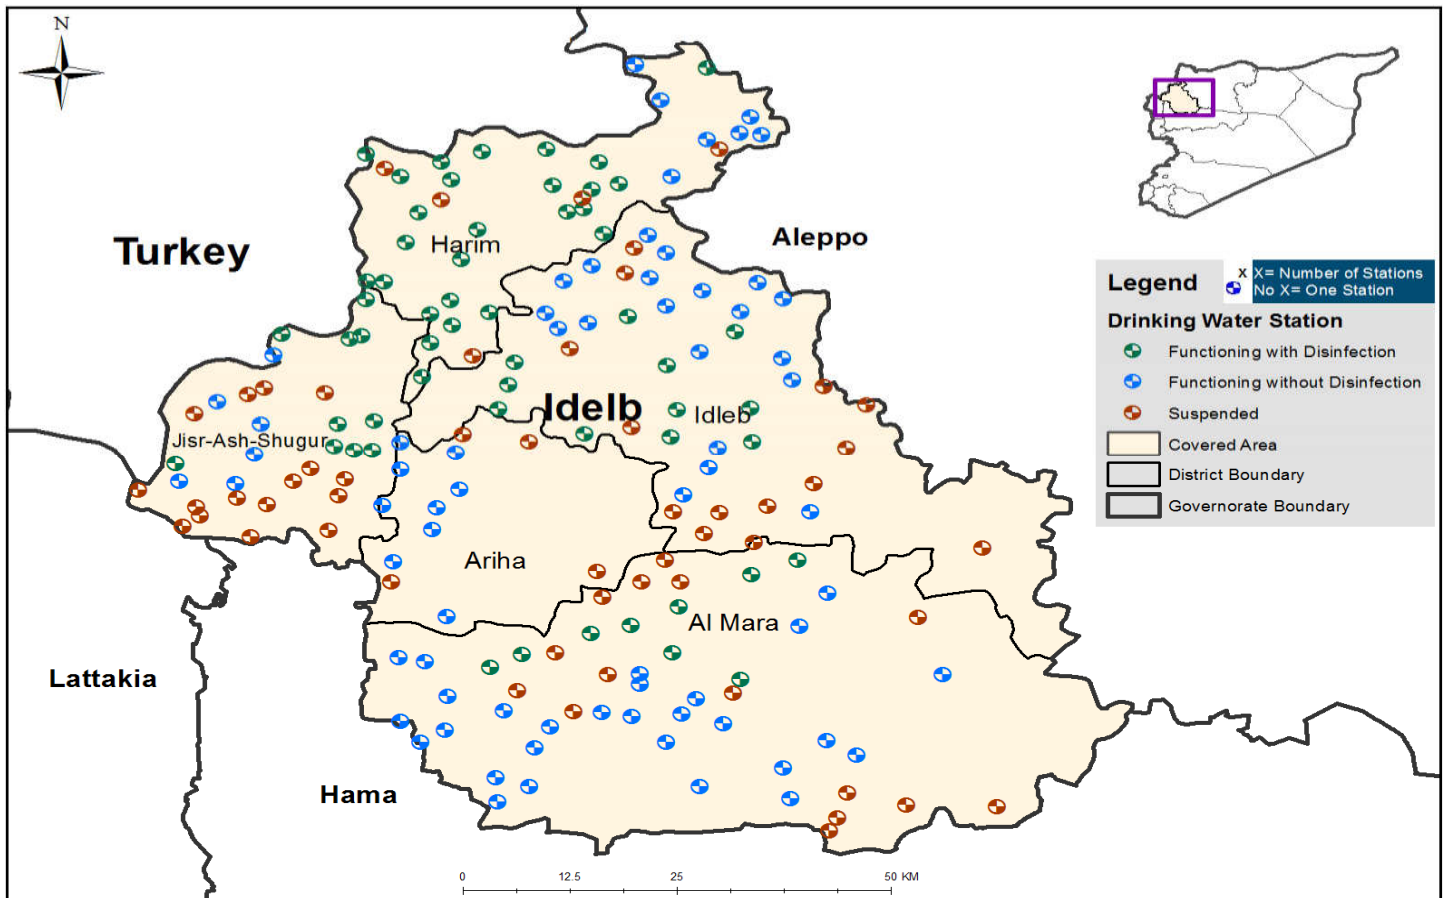 N
Turkey
Aleppo
Harim
Legend
X X= Number of Stations
No X= One Station
Drinking Water Station
Functioning with Disinfection
Functioning without Disinfection
Suspended
Covered Area
District Boundary
Governorate Boundary
Idelb
Idleb
Jisr-Ash-Shugur
Ariha
Al Mara
Lattakia
Hama
0 12.5 25 50 KM